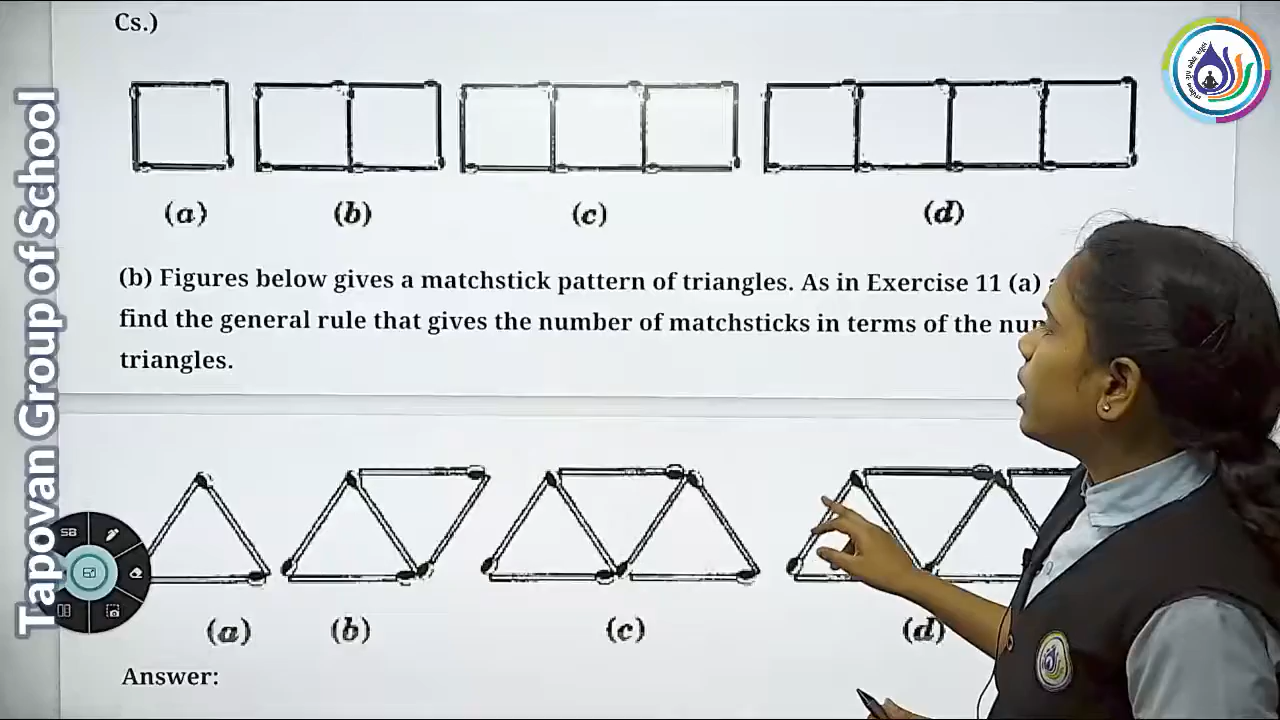 Cs.)
(a) (b) (c) (d)
(b) Figures below gives a matchstick pattern of triangles. As in Exercise 11 (a)
find the general rule that gives the number of matchsticks in terms of the
triangles.
(a) (b) (c) (d)
Answer:
Tapovan Group of School
SB